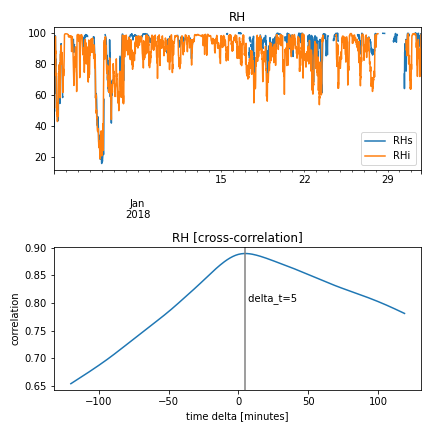 RH
100
80
60
40
20
RHs
RHi
15
22
29
Jan
2018
RH [cross-correlation]
0.90
0.85
0.80
0.75
0.70
0.65
correlation
delta_t=5
−100
−50
0
50
100
time delta [minutes]